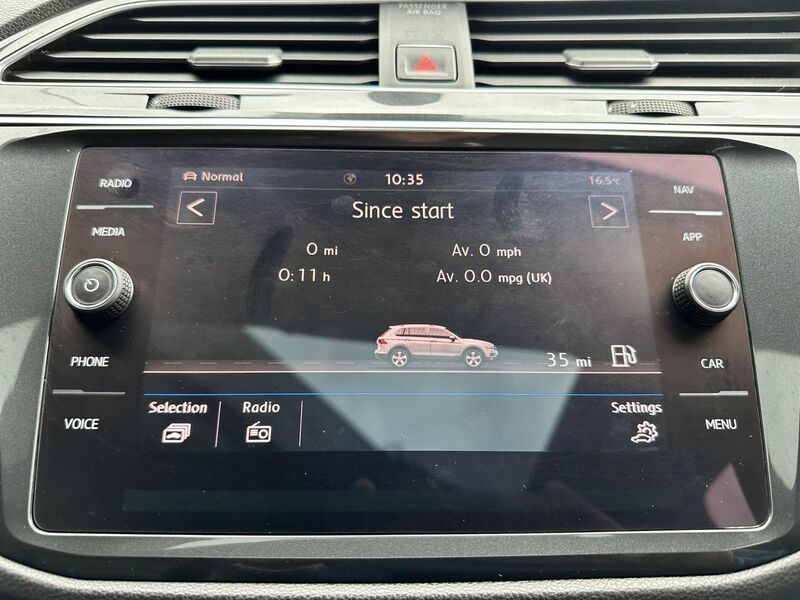 PASSENGER
AIR BAG
RADIO
MEDIA
PHONE
VOICE
Normal
10:35
16.5°C
Since start
0 mi
Av. 0 mph
0:11 h
Av. 0.0 mpg (UK)
35 mi
Selection
Radio
Settings
NAV
APP
CAR
MENU